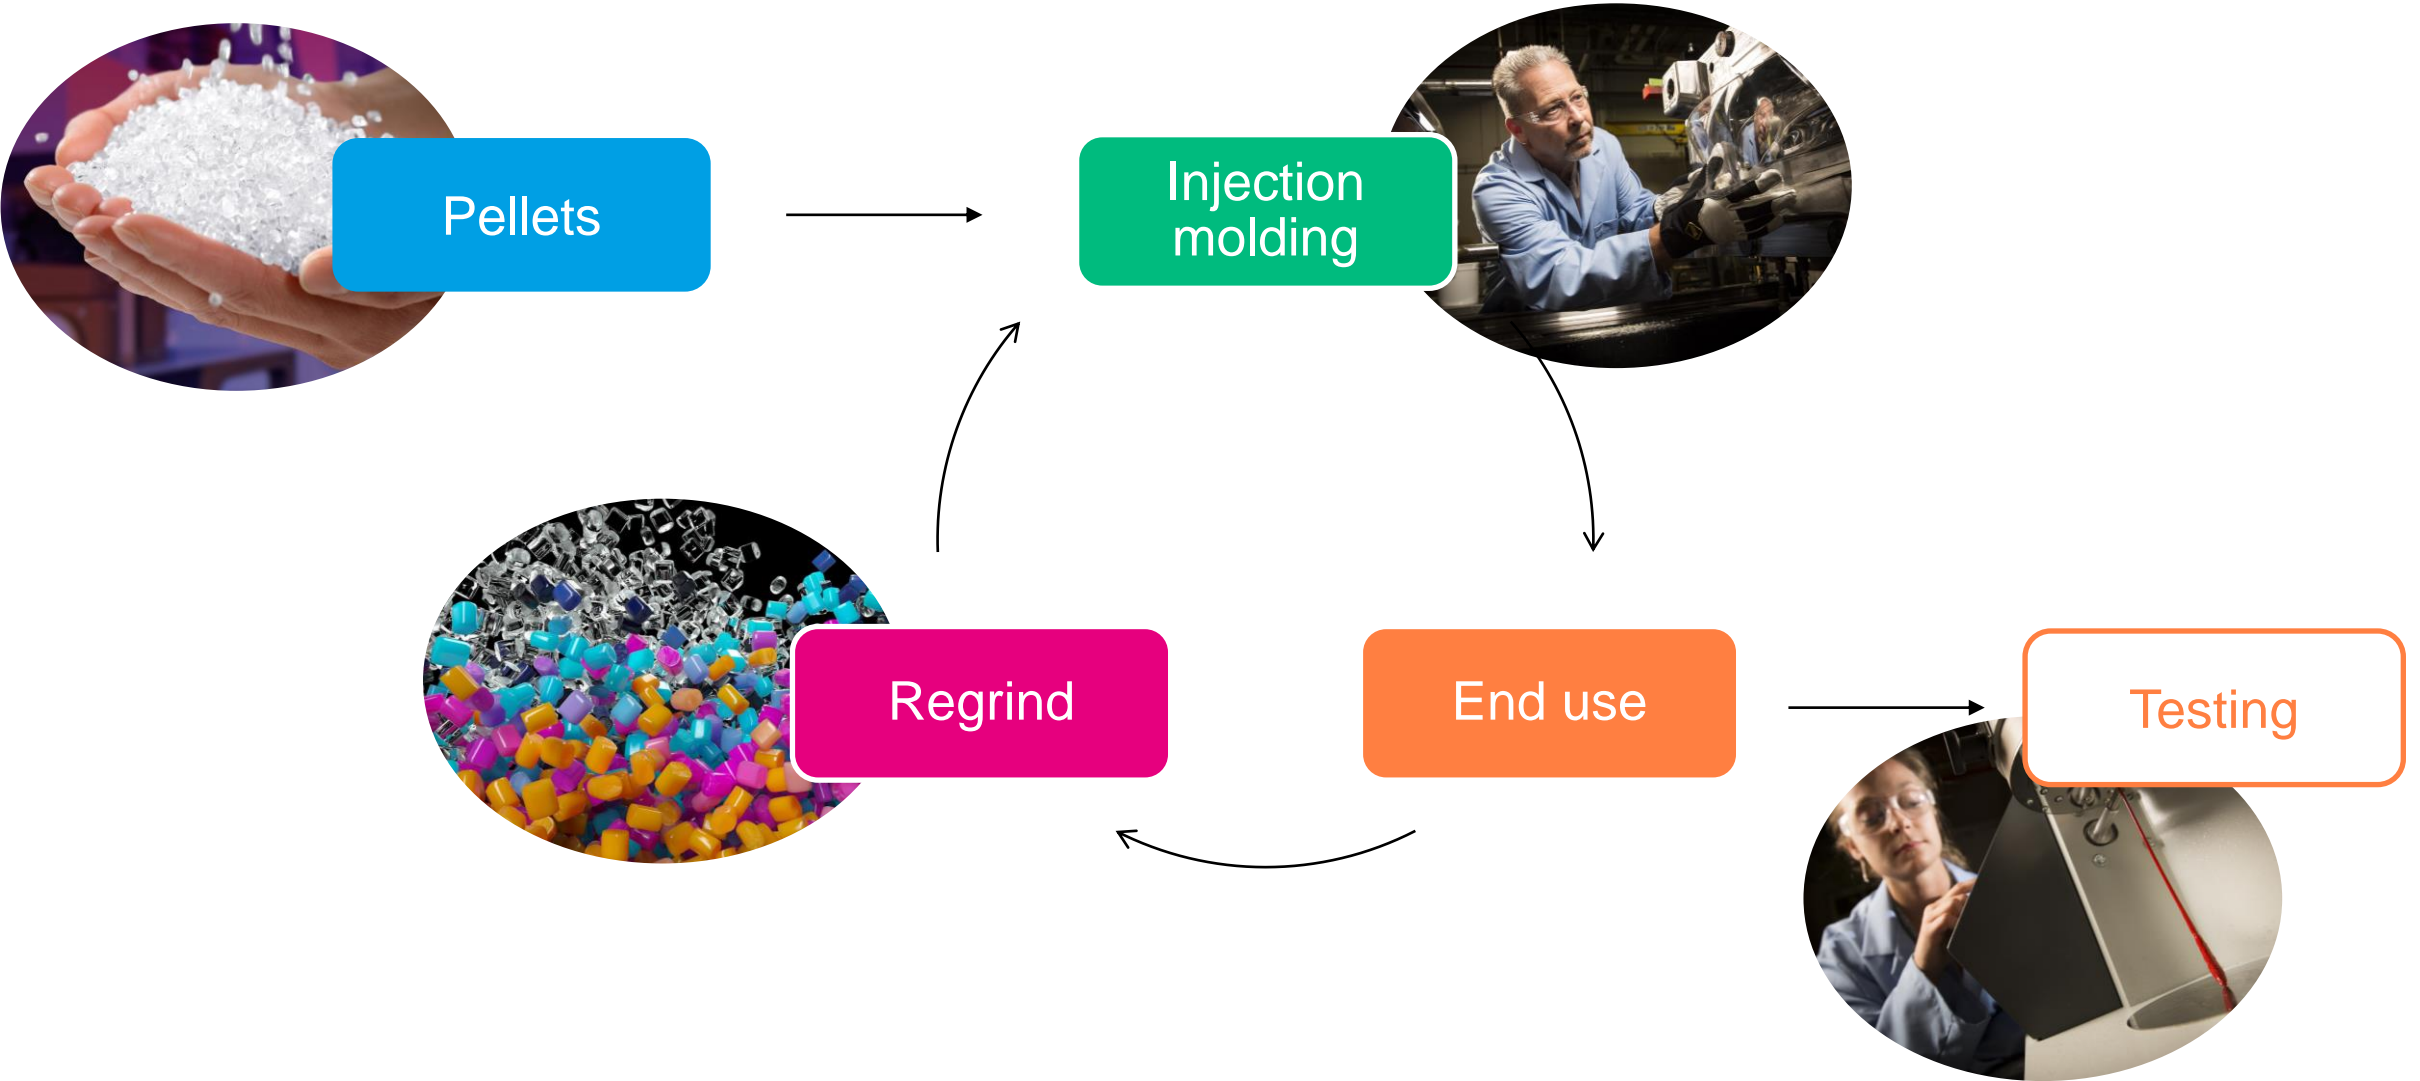 Pellets
Injection
molding
Regrind
End use
Testing